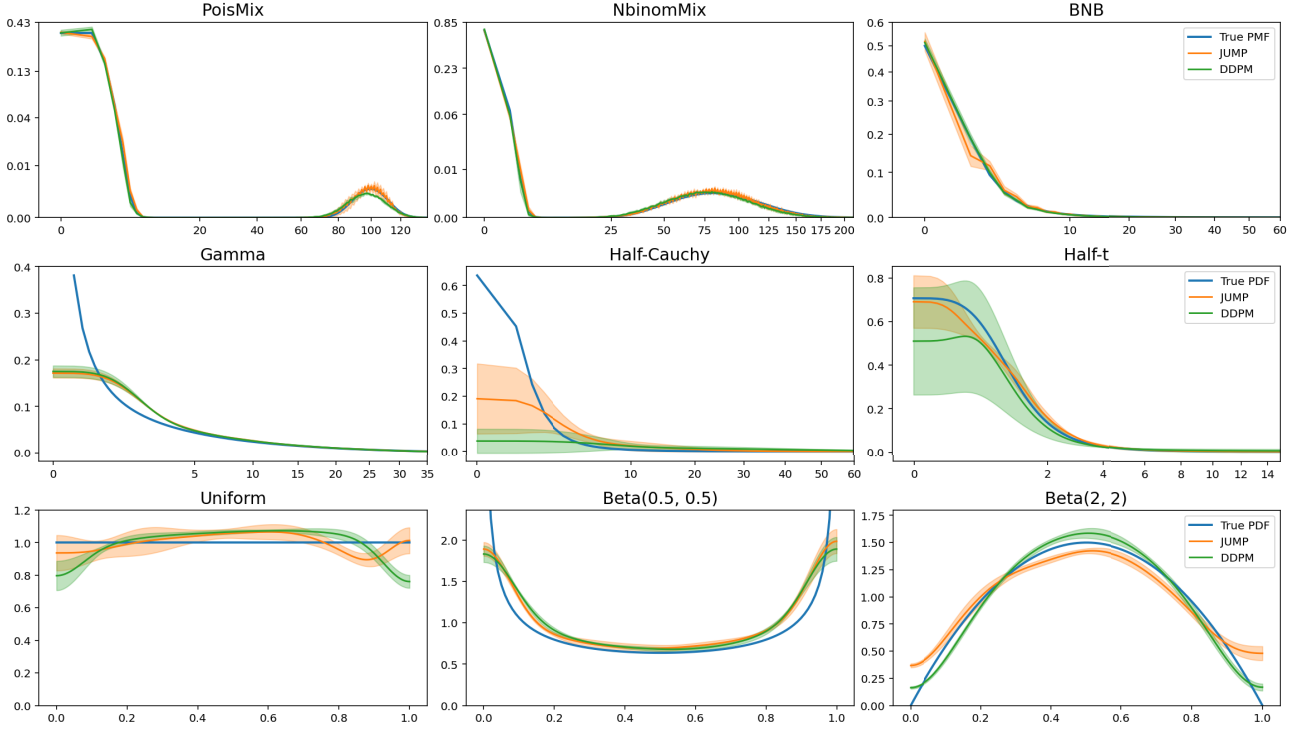 PoisMix
0.43
0.13
0.04
0.01
0.00
0 20 40 60 80 100 120
NbinomMix
0.85
0.23
0.06
0.01
0.00
0 25 50 75 100 125 150 175 200
BNB
0.6
0.5
0.4
0.3
0.2
0.1
0.0
0 10 20 30 40 50 60
True PMF
JUMP
DDPM
Gamma
0.4
0.3
0.2
0.1
0.0
0 5 10 15 20 25 30 35
Half-Cauchy
0.6
0.5
0.4
0.3
0.2
0.1
0.0
0 10 20 30 40 50 60
Half-t
0.8
0.6
0.4
0.2
0.0
0 2 4 6 8 10 12 14
True PDF
JUMP
DDPM
Uniform
1.2
1.0
0.8
0.6
0.4
0.2
0.0
0.0 0.2 0.4 0.6 0.8 1.0
Beta(0.5, 0.5)
2.0
1.5
1.0
0.5
0.0
0.0 0.2 0.4 0.6 0.8 1.0
Beta(2, 2)
1.75
1.50
1.25
1.00
0.75
0.50
0.25
0.00
0.0 0.2 0.4 0.6 0.8 1.0
True PDF
JUMP
DDPM